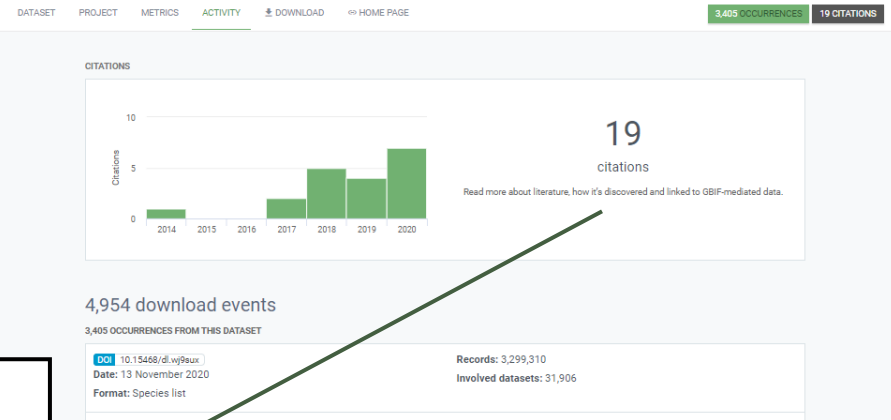 DATASET PROJECT METRICS ACTIVITY DOWNLOAD HOME PAGE 3,405 OCCURRENCES 19 CITATIONS
CITATIONS
10
5
0
Citations
2014 2015 2016 2017 2018 2019 2020
19
citations
Read more about literature, how it's discovered and linked to GBIF-mediated data.
4,954 download events
3,405 OCCURRENCES FROM THIS DATASET
DOI 10.15468/dl.wj9aux
Date: 13 November 2020
Format: Species list
Records: 3,299,310
Involved datasets: 31,906